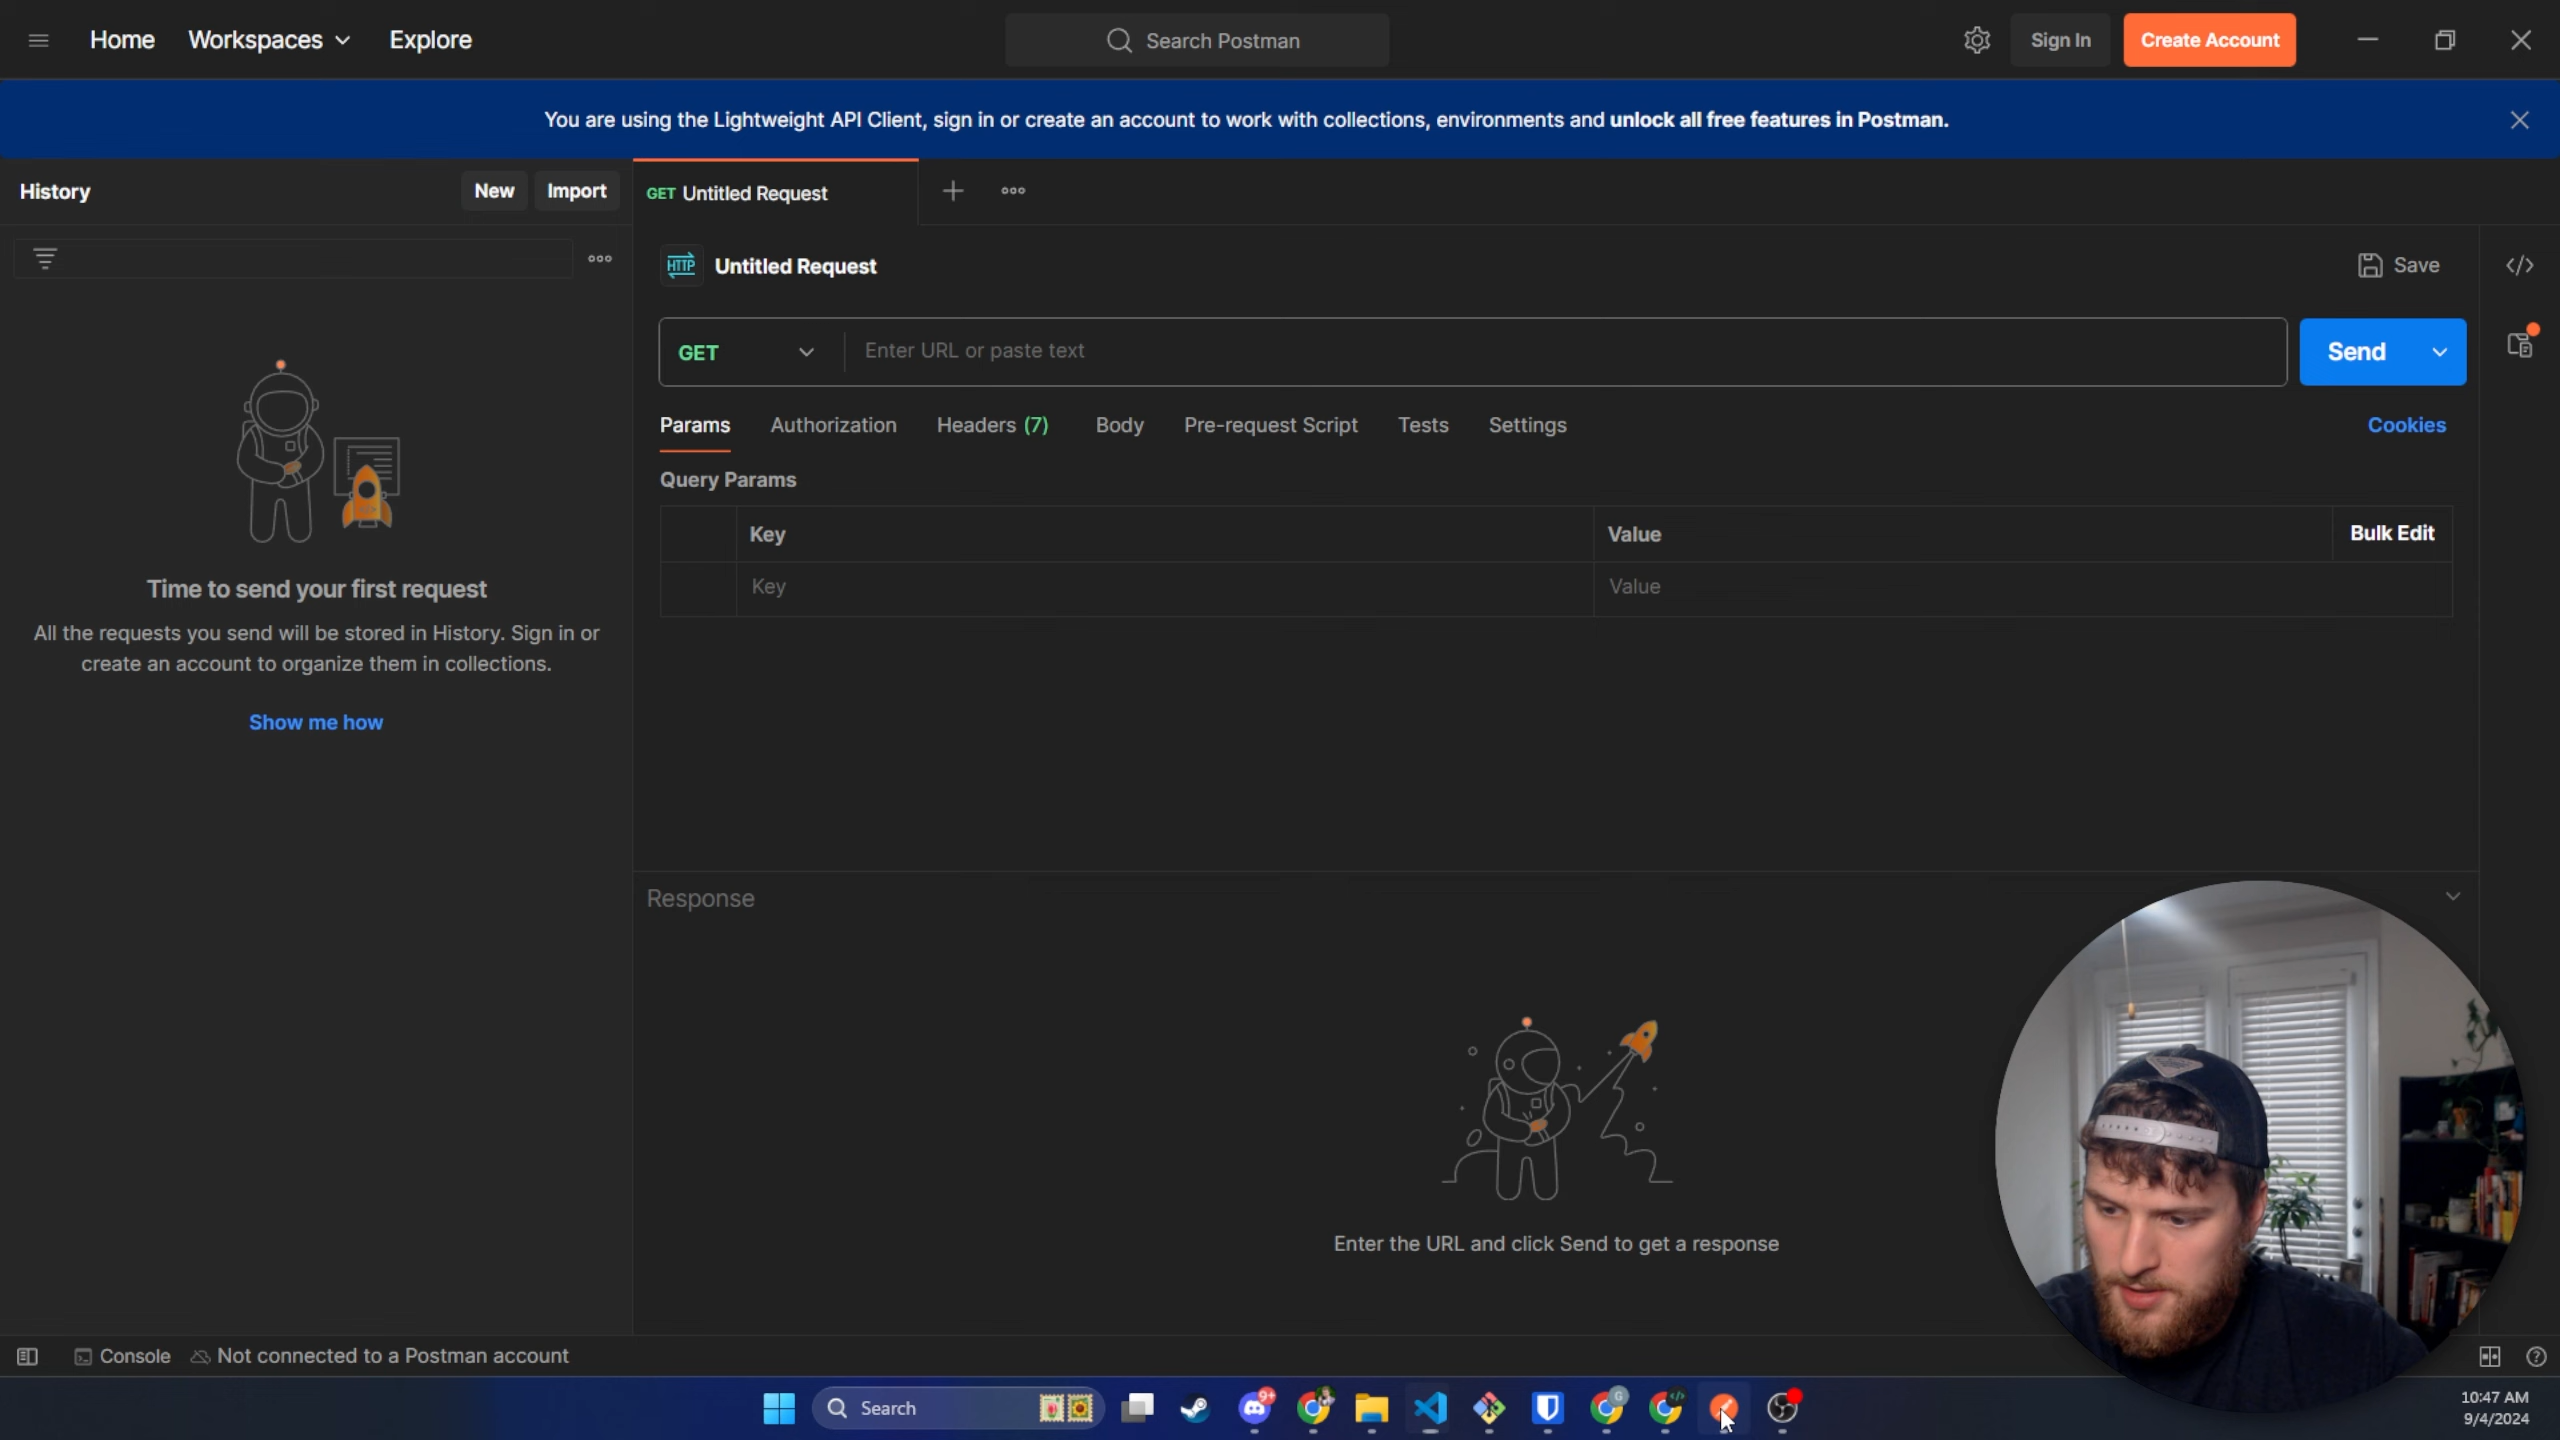 Home
Workspaces
Explore
Search Postman
Sign In
Create Account
You are using the Lightweight API Client, sign in or create an account to work with collections, environments and unlock all free features in Postman.
History
New
Import
GET Untitled Request
HTTP
Untitled Request
Save
GET
Enter URL or paste text
Send
Params
Authorization
Headers (7)
Body
Pre-request Script
Tests
Settings
Cookies
Query Params
Key
Value
Bulk Edit
Key
Value
Time to send your first request
All the requests you send will be stored in History. Sign in or
create an account to organize them in collections.
Show me how
Response
Enter the URL and click Send to get a response
Console
Not connected to a Postman account
Search
9+
G
10:47 AM
9/4/2024